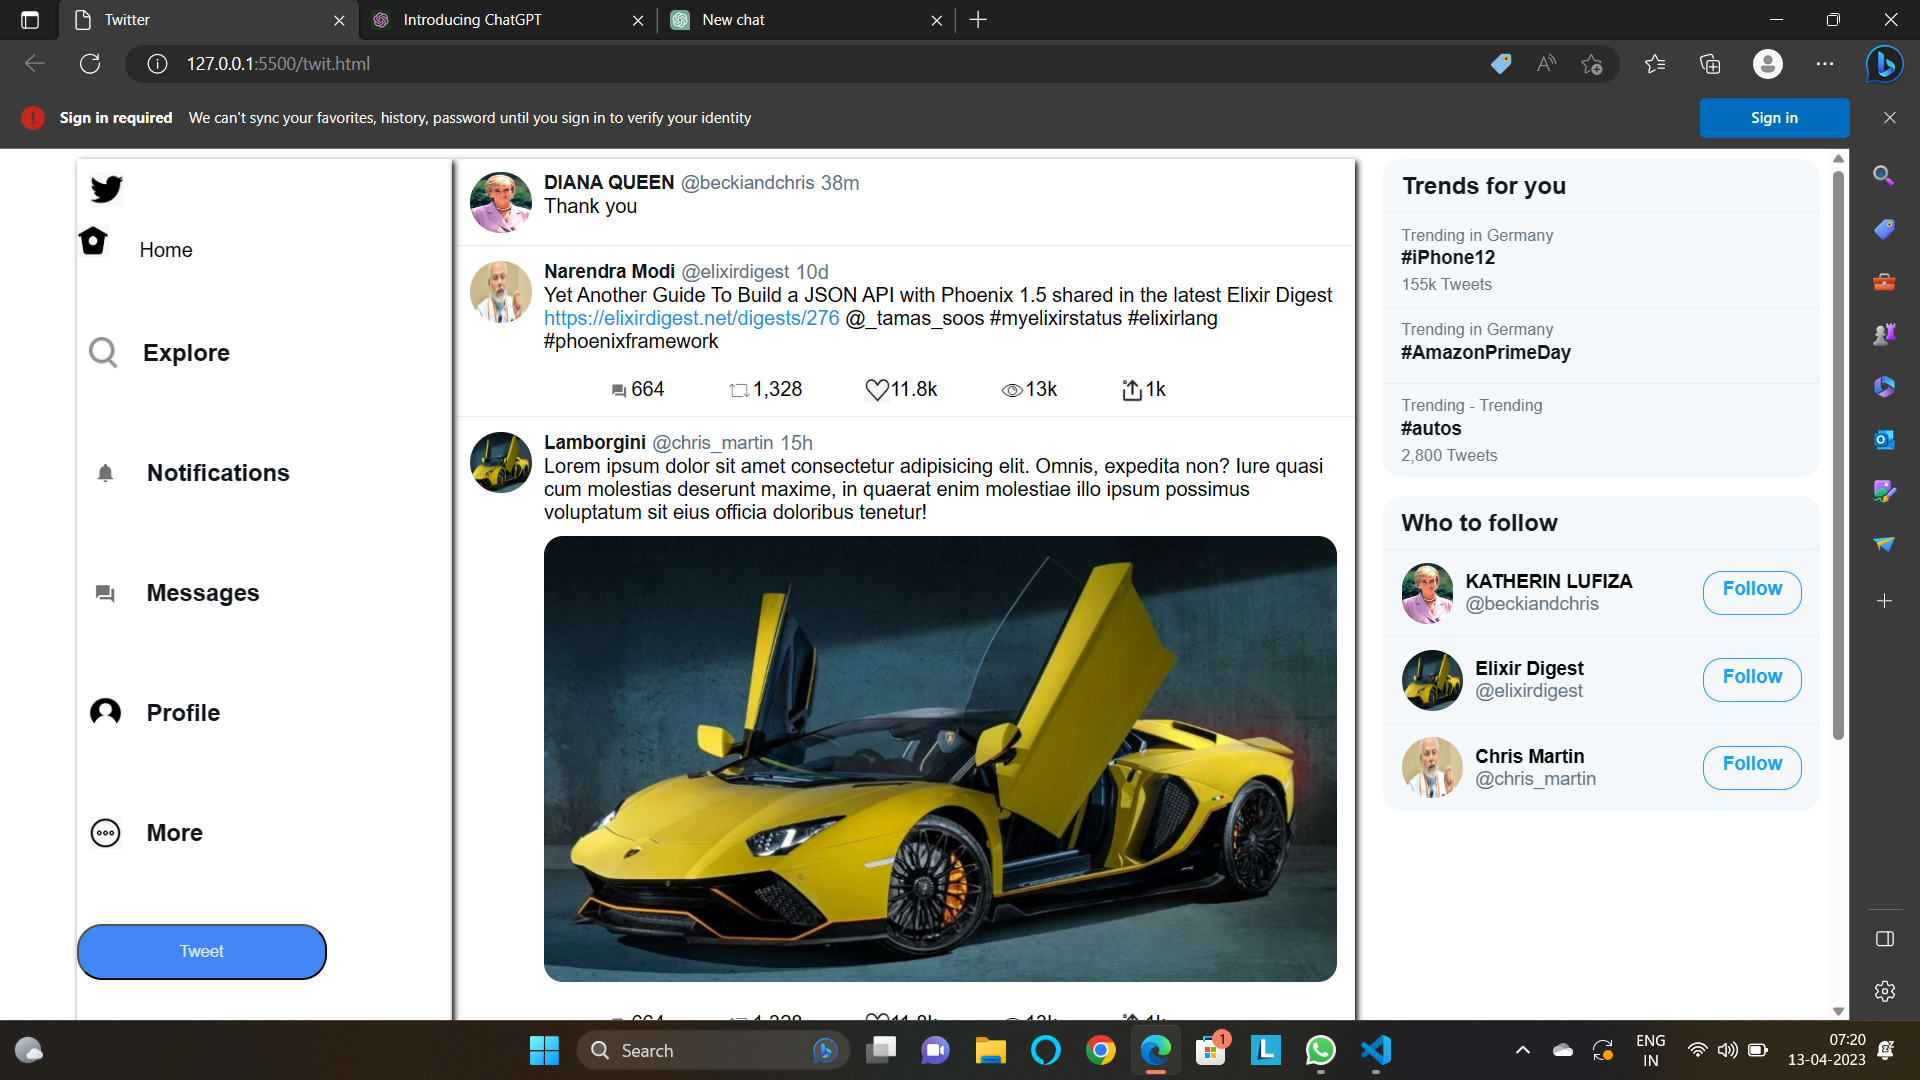 Twitter
Introducing ChatGPT
New chat
127.0.0.1:5500/twit.html
Sign in required We can't sync your favorites, history, password until you sign in to verify your identity
Sign in
Home
Explore
Notifications
Messages
Profile
More
Tweet
DIANA QUEEN @beckiandchris 38m
Thank you
Narendra Modi @elixirdigest 10d
Yet Another Guide To Build a JSON API with Phoenix 1.5 shared in the latest Elixir Digest
https://elixirdigest.net/digests/276 @_tamas_soos #myelixirstatus #elixirlang
#phoenixframework
664 1,328 11.8k 13k 1k
Lamborgini @chris_martin 15h
Lorem ipsum dolor sit amet consectetur adipisicing elit. Omnis, expedita non? Iure quasi
cum molestias deserunt maxime, in quaerat enim molestiae illo ipsum possimus
voluptatum sit eius officia doloribus tenetur!
664 1,328 11.8k 13k 1k
Trends for you
Trending in Germany
#iPhone12
155k Tweets
Trending in Germany
#AmazonPrimeDay
Trending - Trending
#autos
2,800 Tweets
Who to follow
KATHERIN LUFIZA
@beckiandchris
Follow
Elixir Digest
@elixirdigest
Follow
Chris Martin
@chris_martin
Follow
Search
1
ENG
IN
07:20
13-04-2023